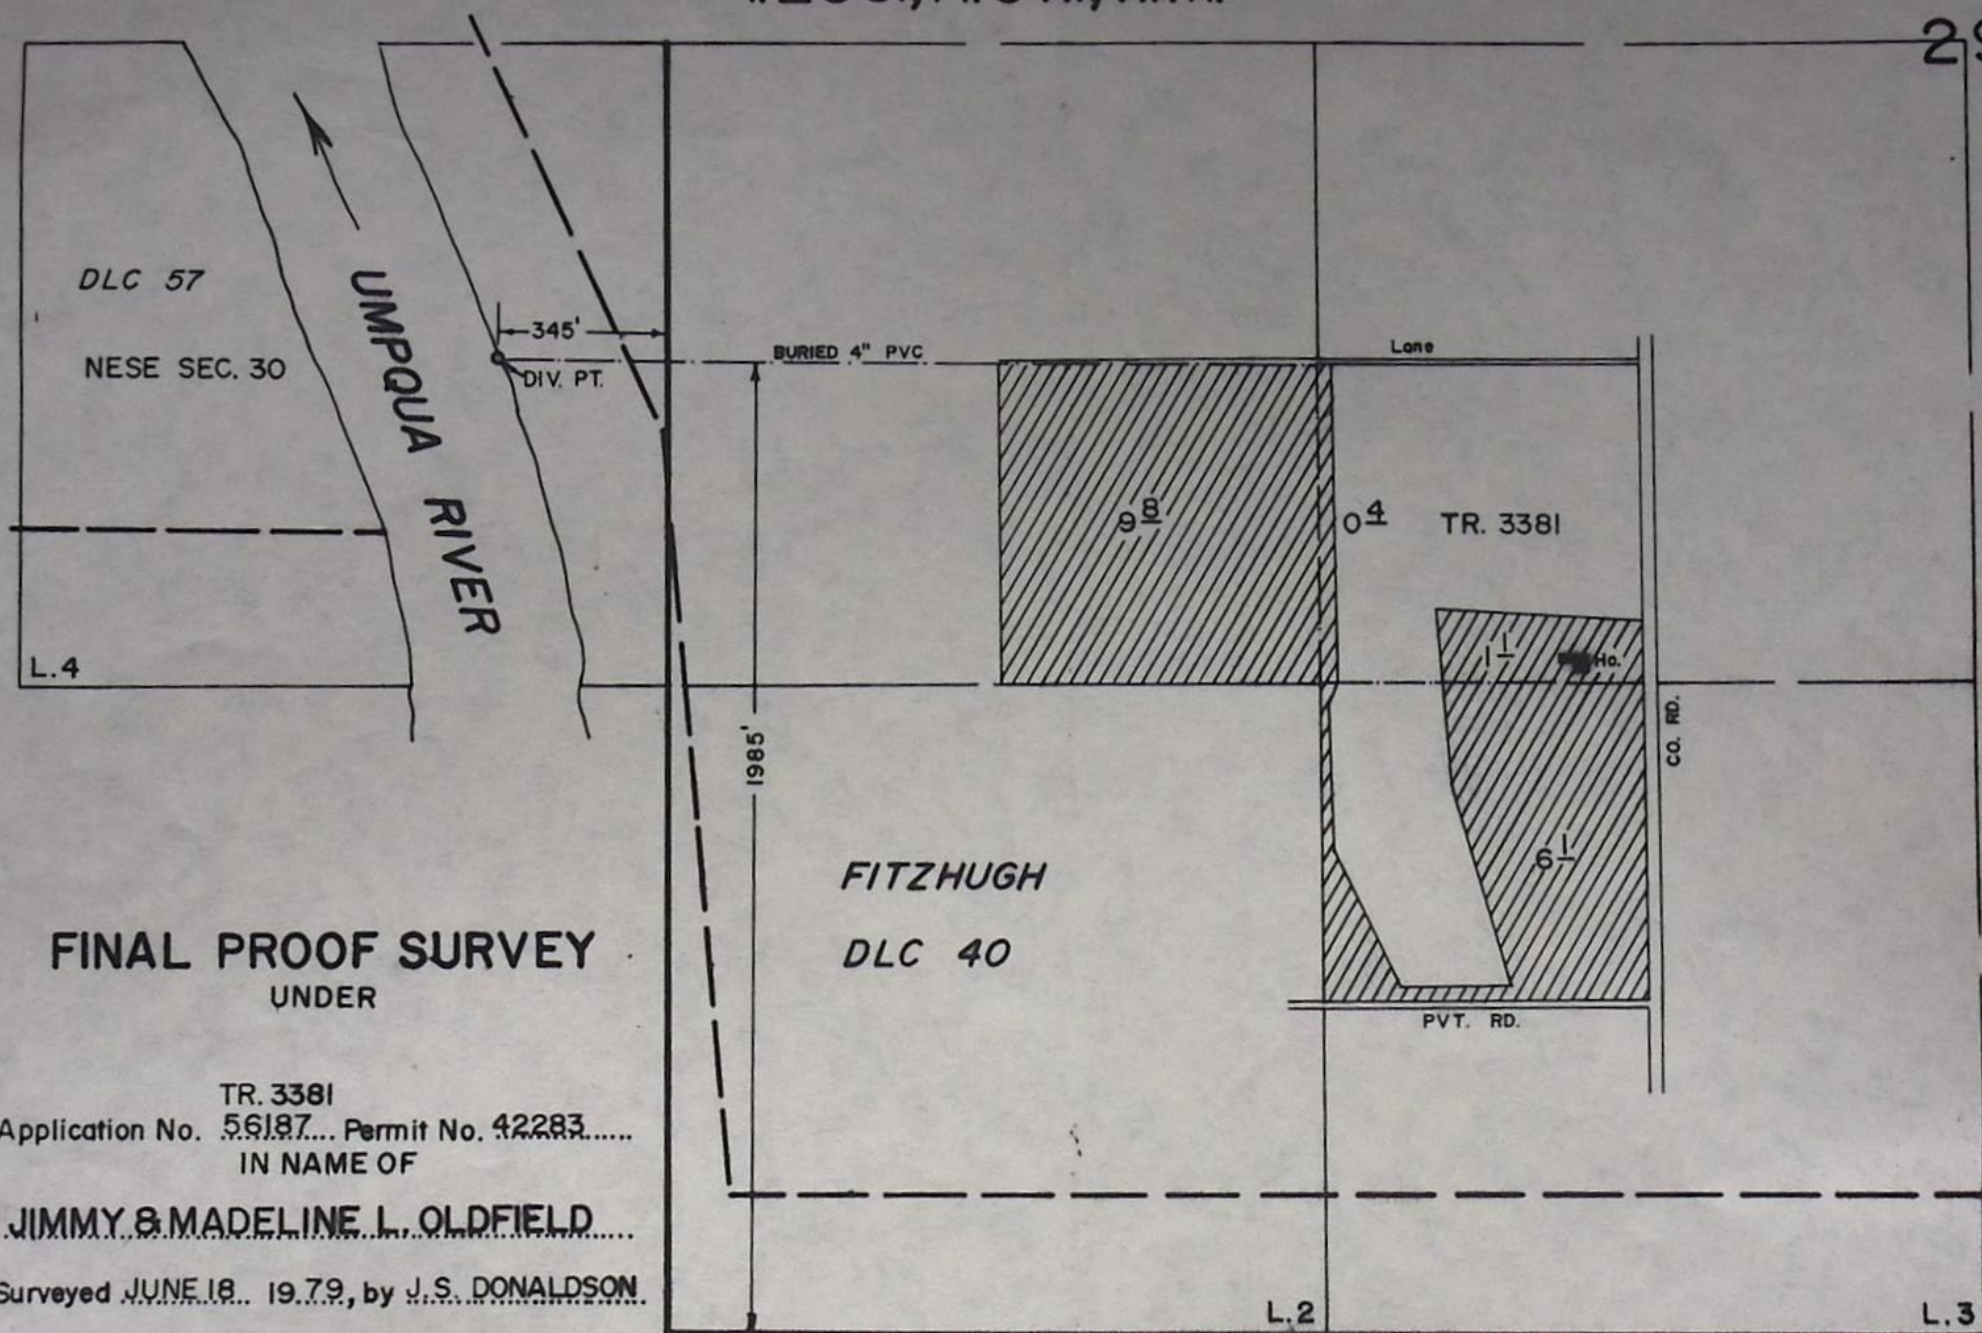 DLC 57
NESE SEC. 30
L.4
UMPQUA RIVER
345'
DIV. PT.
BURIED 4" PVC
Lane
9 8
0 4
TR. 3381
1 1
Ho.
6 1
CO. RD.
PVT. RD.
1985'
FITZHUGH
DLC 40
L.2
L.3
FINAL PROOF SURVEY
UNDER
TR. 3381
Application No. 56187 Permit No. 42283
IN NAME OF
JIMMY & MADELINE L. OLDFIELD
Surveyed JUNE 18 1979, by J.S. DONALDSON